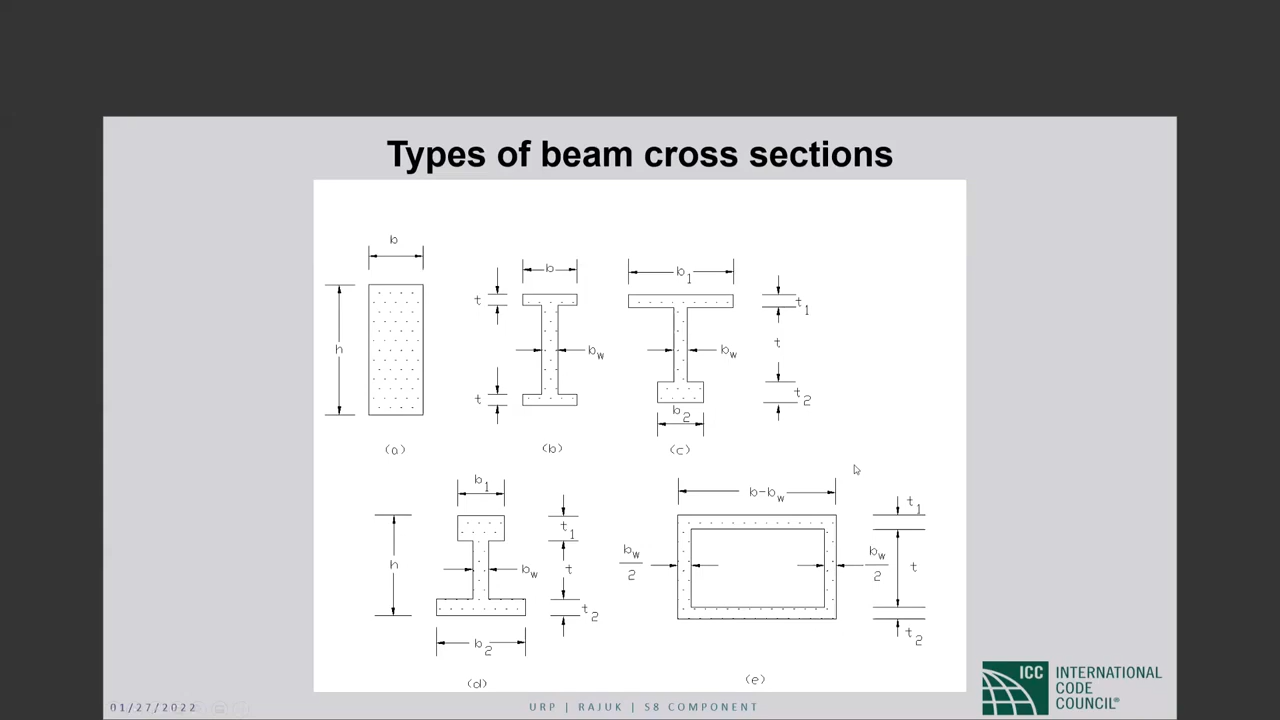 Types of beam cross sections
b
h
(a)
b
t
bw
t
(b)
b1
t1
bw
t
t2
b2
(c)
b1
t1
h
bw
t
t2
b2
(d)
b-bw
t1
bw/2
bw/2
t
t2
(e)
ICC INTERNATIONAL
CODE
COUNCIL®
01/27/2022
URP | RAJUK | S8 COMPONENT